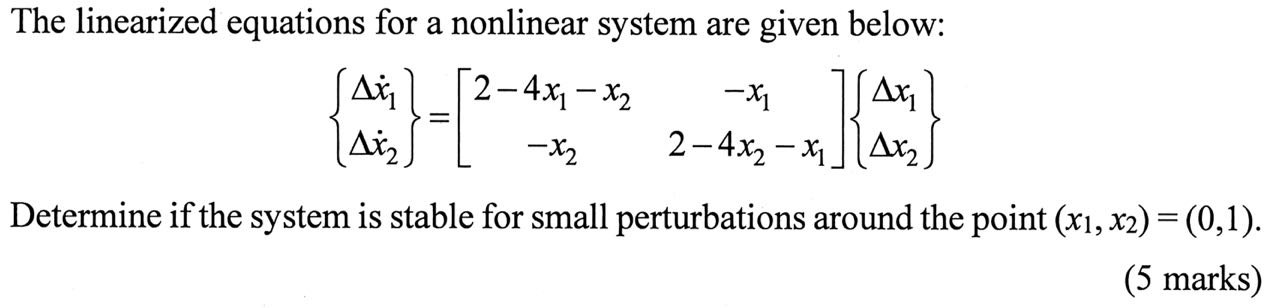 The linearized equations for a nonlinear system are given below:
{Δẋ₁ Δẋ₂} = [2 − 4x₁ − x₂   −x₁; −x₂   2 − 4x₂ − x₁] {Δx₁ Δx₂}
Determine if the system is stable for small perturbations around the point (x₁, x₂) = (0,1).
(5 marks)